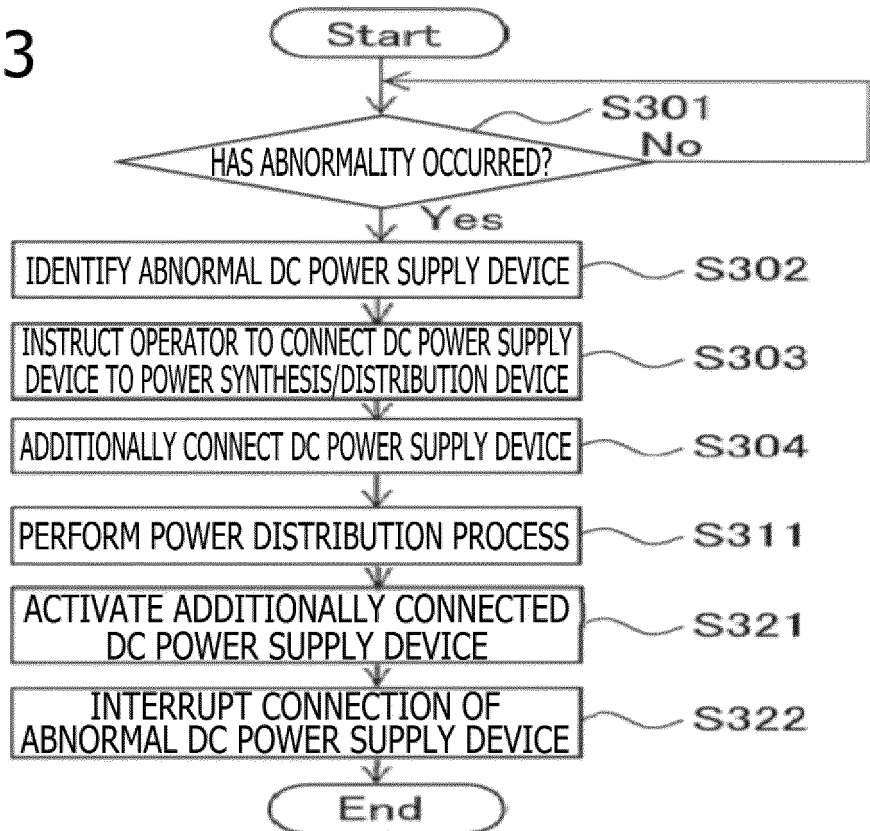 3
Start
S301
HAS ABNORMALITY OCCURRED?
No
Yes
IDENTIFY ABNORMAL DC POWER SUPPLY DEVICE
S302
INSTRUCT OPERATOR TO CONNECT DC POWER SUPPLY
DEVICE TO POWER SYNTHESIS/DISTRIBUTION DEVICE
S303
ADDITIONALLY CONNECT DC POWER SUPPLY DEVICE
S304
PERFORM POWER DISTRIBUTION PROCESS
S311
ACTIVATE ADDITIONALLY CONNECTED
DC POWER SUPPLY DEVICE
S321
INTERRUPT CONNECTION OF
ABNORMAL DC POWER SUPPLY DEVICE
S322
End